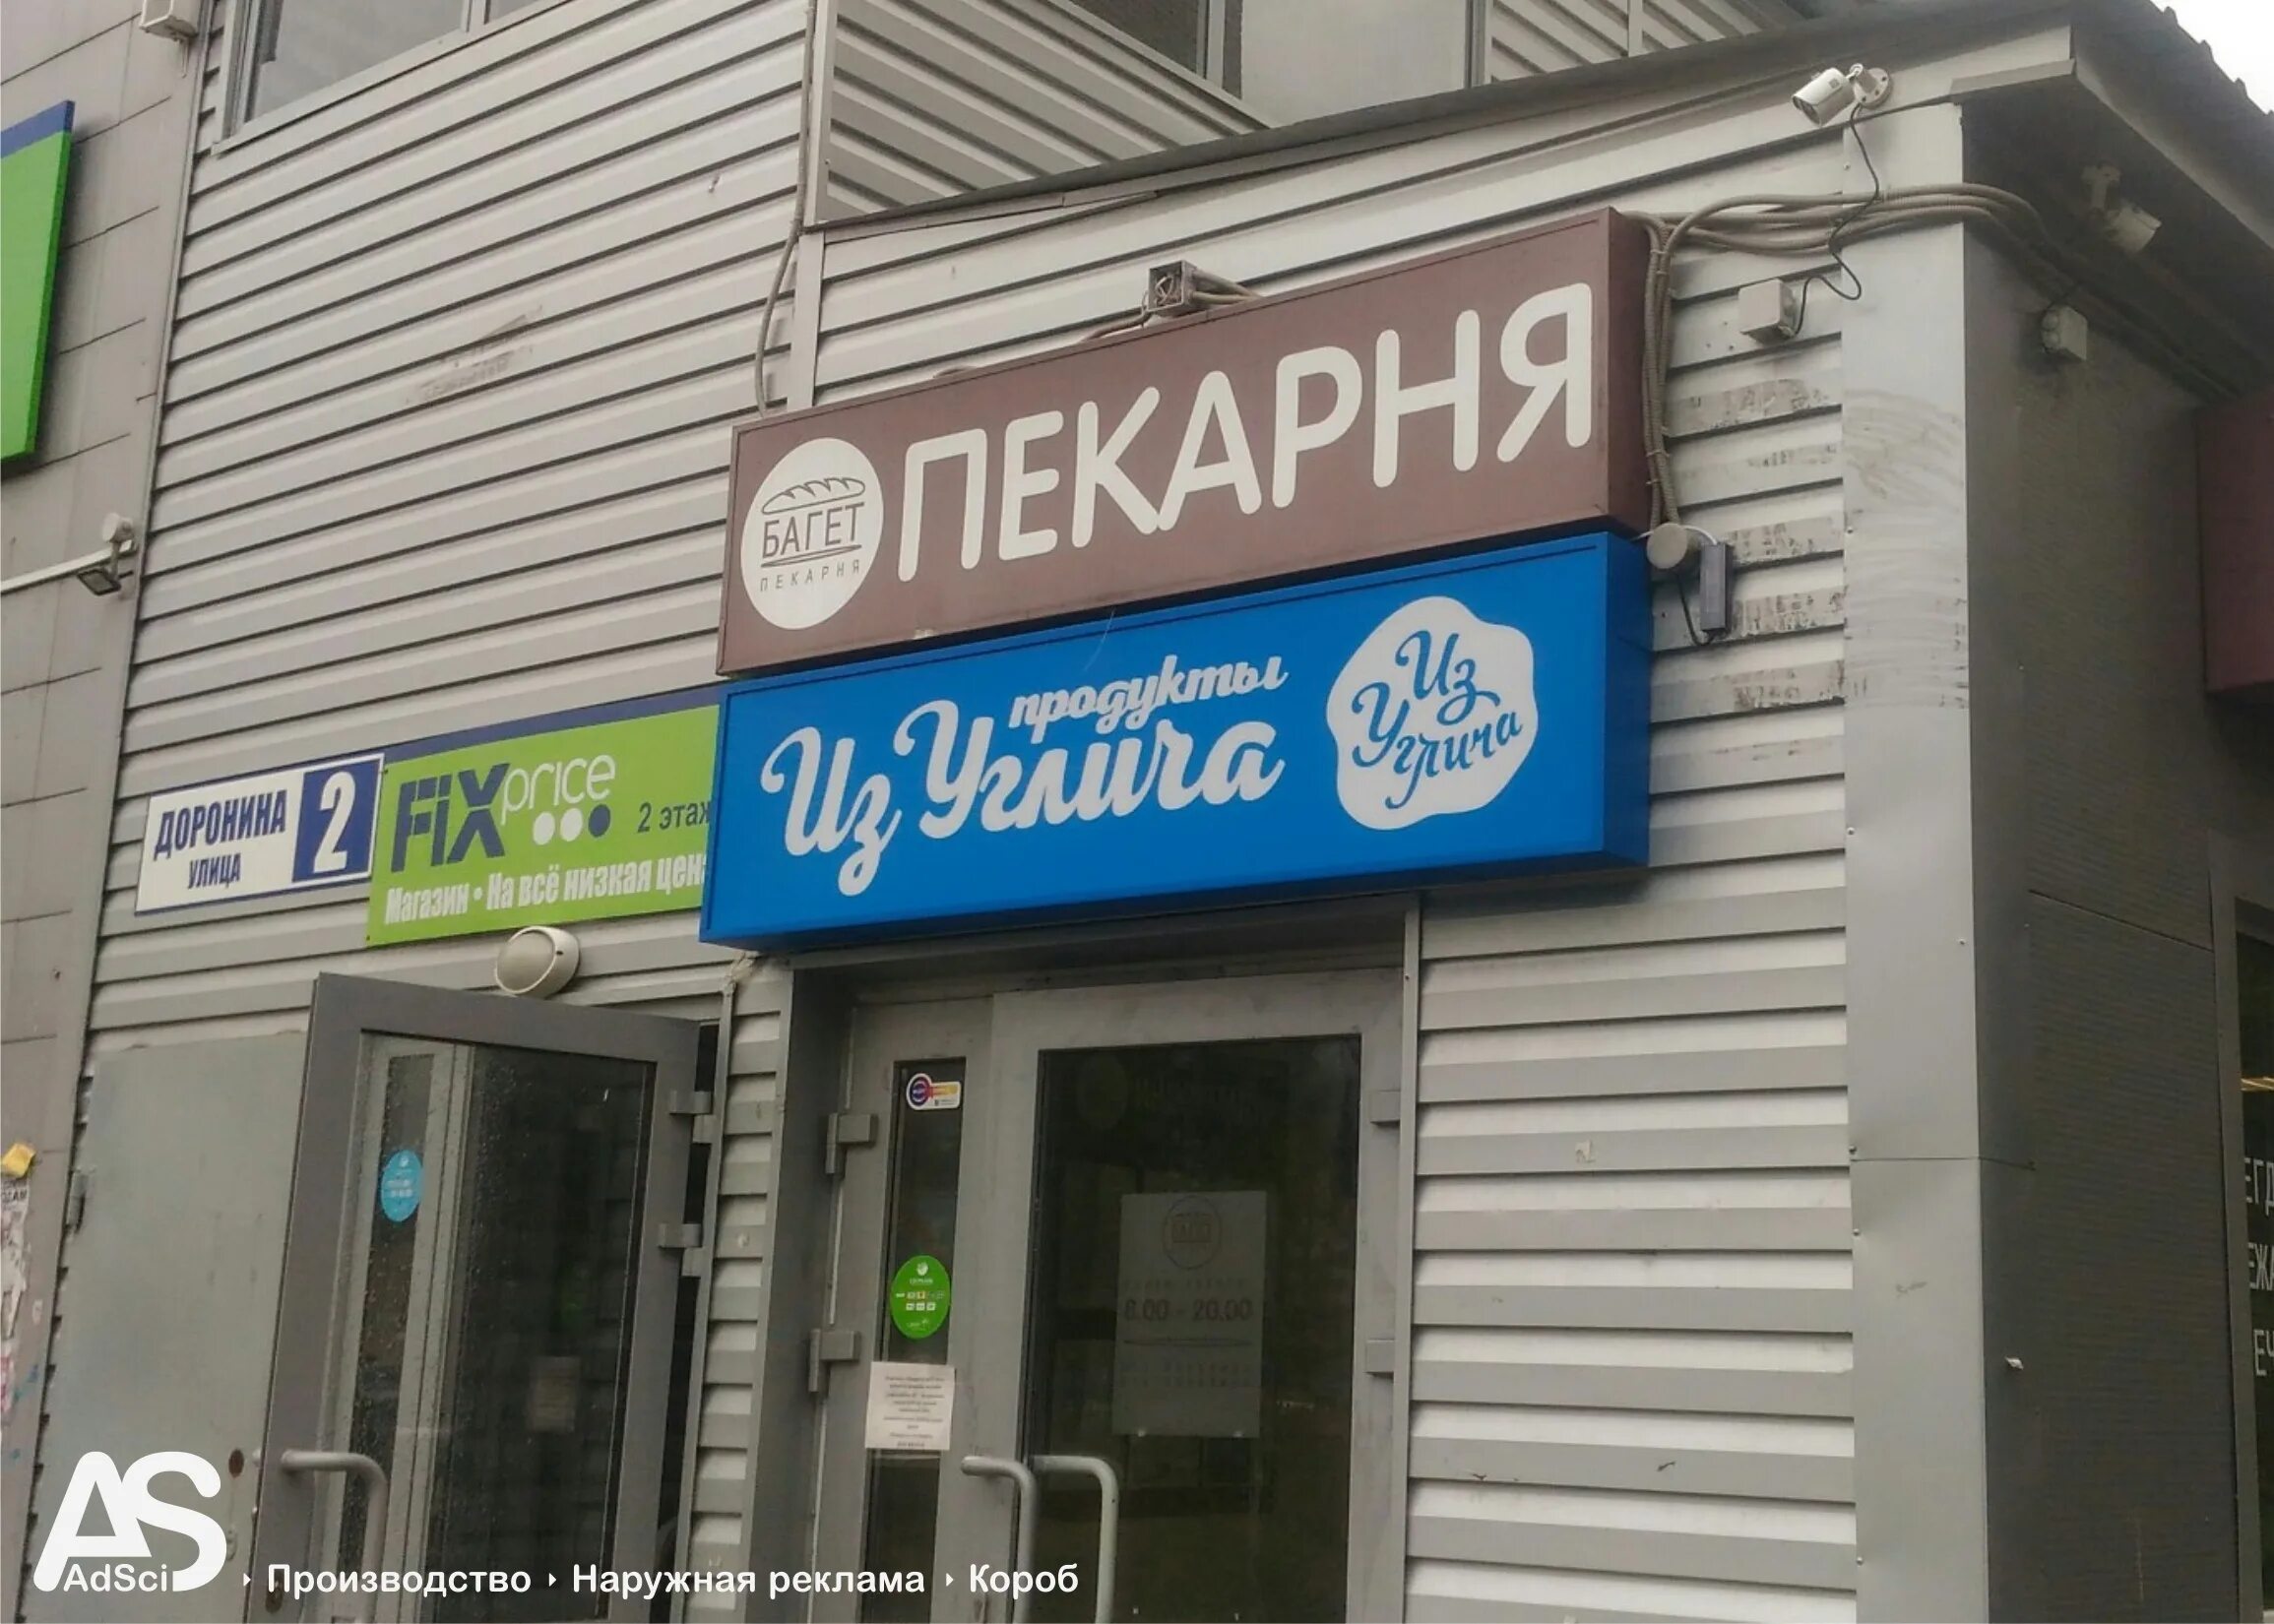 ПЕКАРНЯ
БАГЕТ
ПЕКАРНЯ
продукты
Из Углича
Из
Углича
ДОРОНИНА
УЛИЦА
2
FiX price
2 этаж
Магазин • На всё низкая цена
8.00 - 20.00
AS
AdSci
Производство
Наружная реклама
Короб